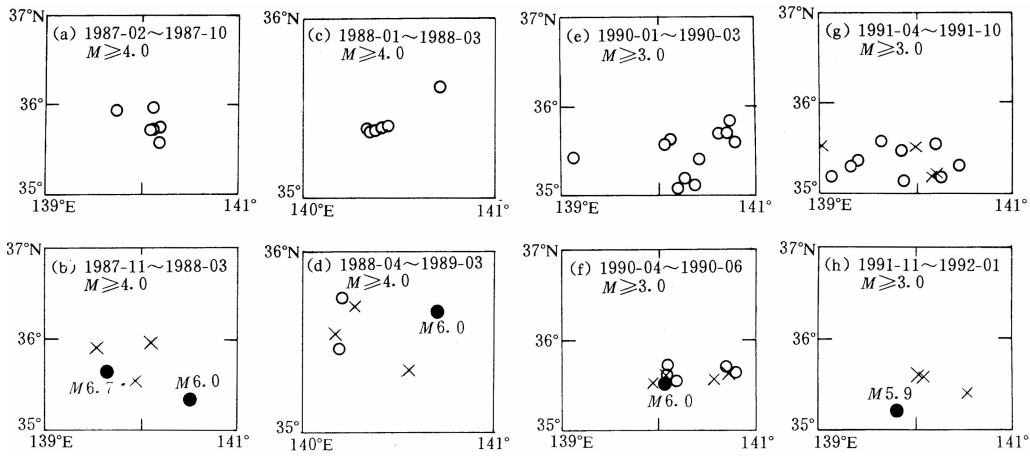 37°N
(a) 1987-02～1987-10
M⩾4.0
36°
35°
139°E
141°
36°N
(c) 1988-01～1988-03
M⩾4.0
35°
140°E
141°
37°N
(e) 1990-01～1990-03
M⩾3.0
36°
35°
139°E
141°
37°N
(g) 1991-04～1991-10
M⩾3.0
36°
35°
139°E
141°
37°N
(b) 1987-11～1988-03
M⩾4.0
36°
M6.7
M6.0
35°
139°E
141°
36°N
(d) 1988-04～1989-03
M⩾4.0
M6.0
35°
140°E
141°
37°N
(f) 1990-04～1990-06
M⩾3.0
36°
M6.0
35°
139°E
141°
37°N
(h) 1991-11～1992-01
M⩾3.0
36°
M5.9
35°
139°E
141°